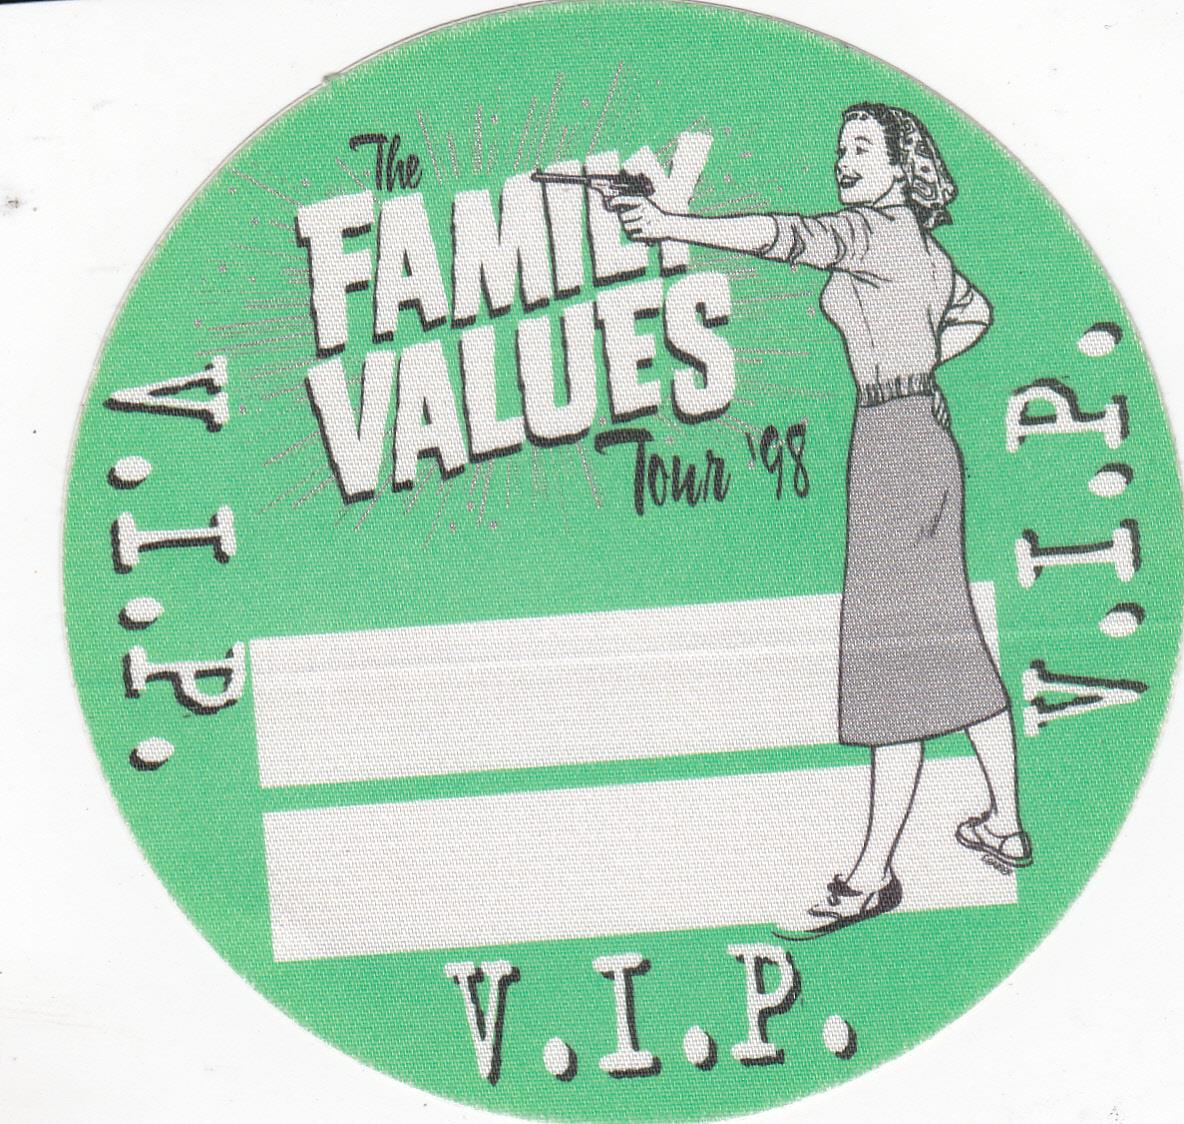 The
FAMILY
VALUES
Tour '98
V.I.P.
V.I.P.
V.I.P.